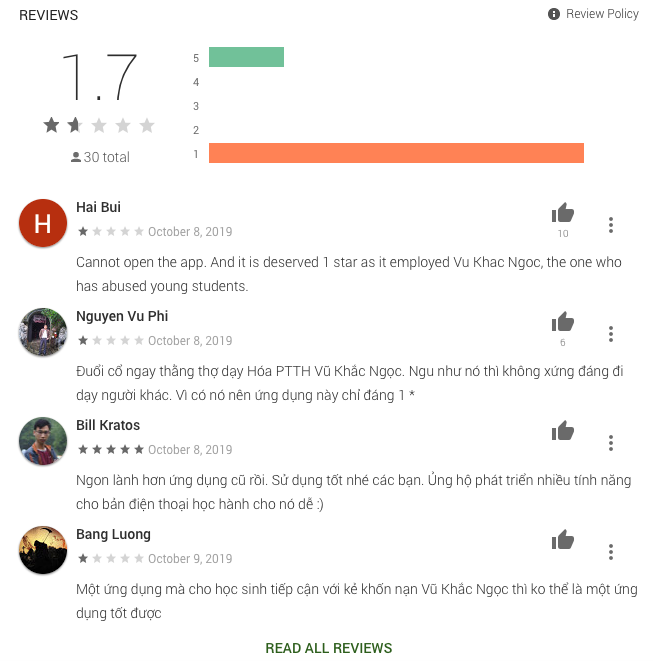 REVIEWS
Review Policy
1.7
30 total
5
4
3
2
1
H
Hai Bui
October 8, 2019
10
Cannot open the app. And it is deserved 1 star as it employed Vu Khac Ngoc, the one who
has abused young students.
Nguyen Vu Phi
October 8, 2019
6
Đuổi cổ ngay thằng thợ dạy Hóa PTTH Vũ Khắc Ngọc. Ngu như nó thì không xứng đáng đi
dạy người khác. Vì có nó nên ứng dụng này chỉ đáng 1 *
Bill Kratos
October 8, 2019
Ngon lành hơn ứng dụng cũ rồi. Sử dụng tốt nhé các bạn. Ủng hộ phát triển nhiều tính năng
cho bản điện thoại học hành cho nó dễ :)
Bang Luong
October 9, 2019
Một ứng dụng mà cho học sinh tiếp cận với kẻ khốn nạn Vũ Khắc Ngọc thì ko thể là một ứng
dụng tốt được
READ ALL REVIEWS